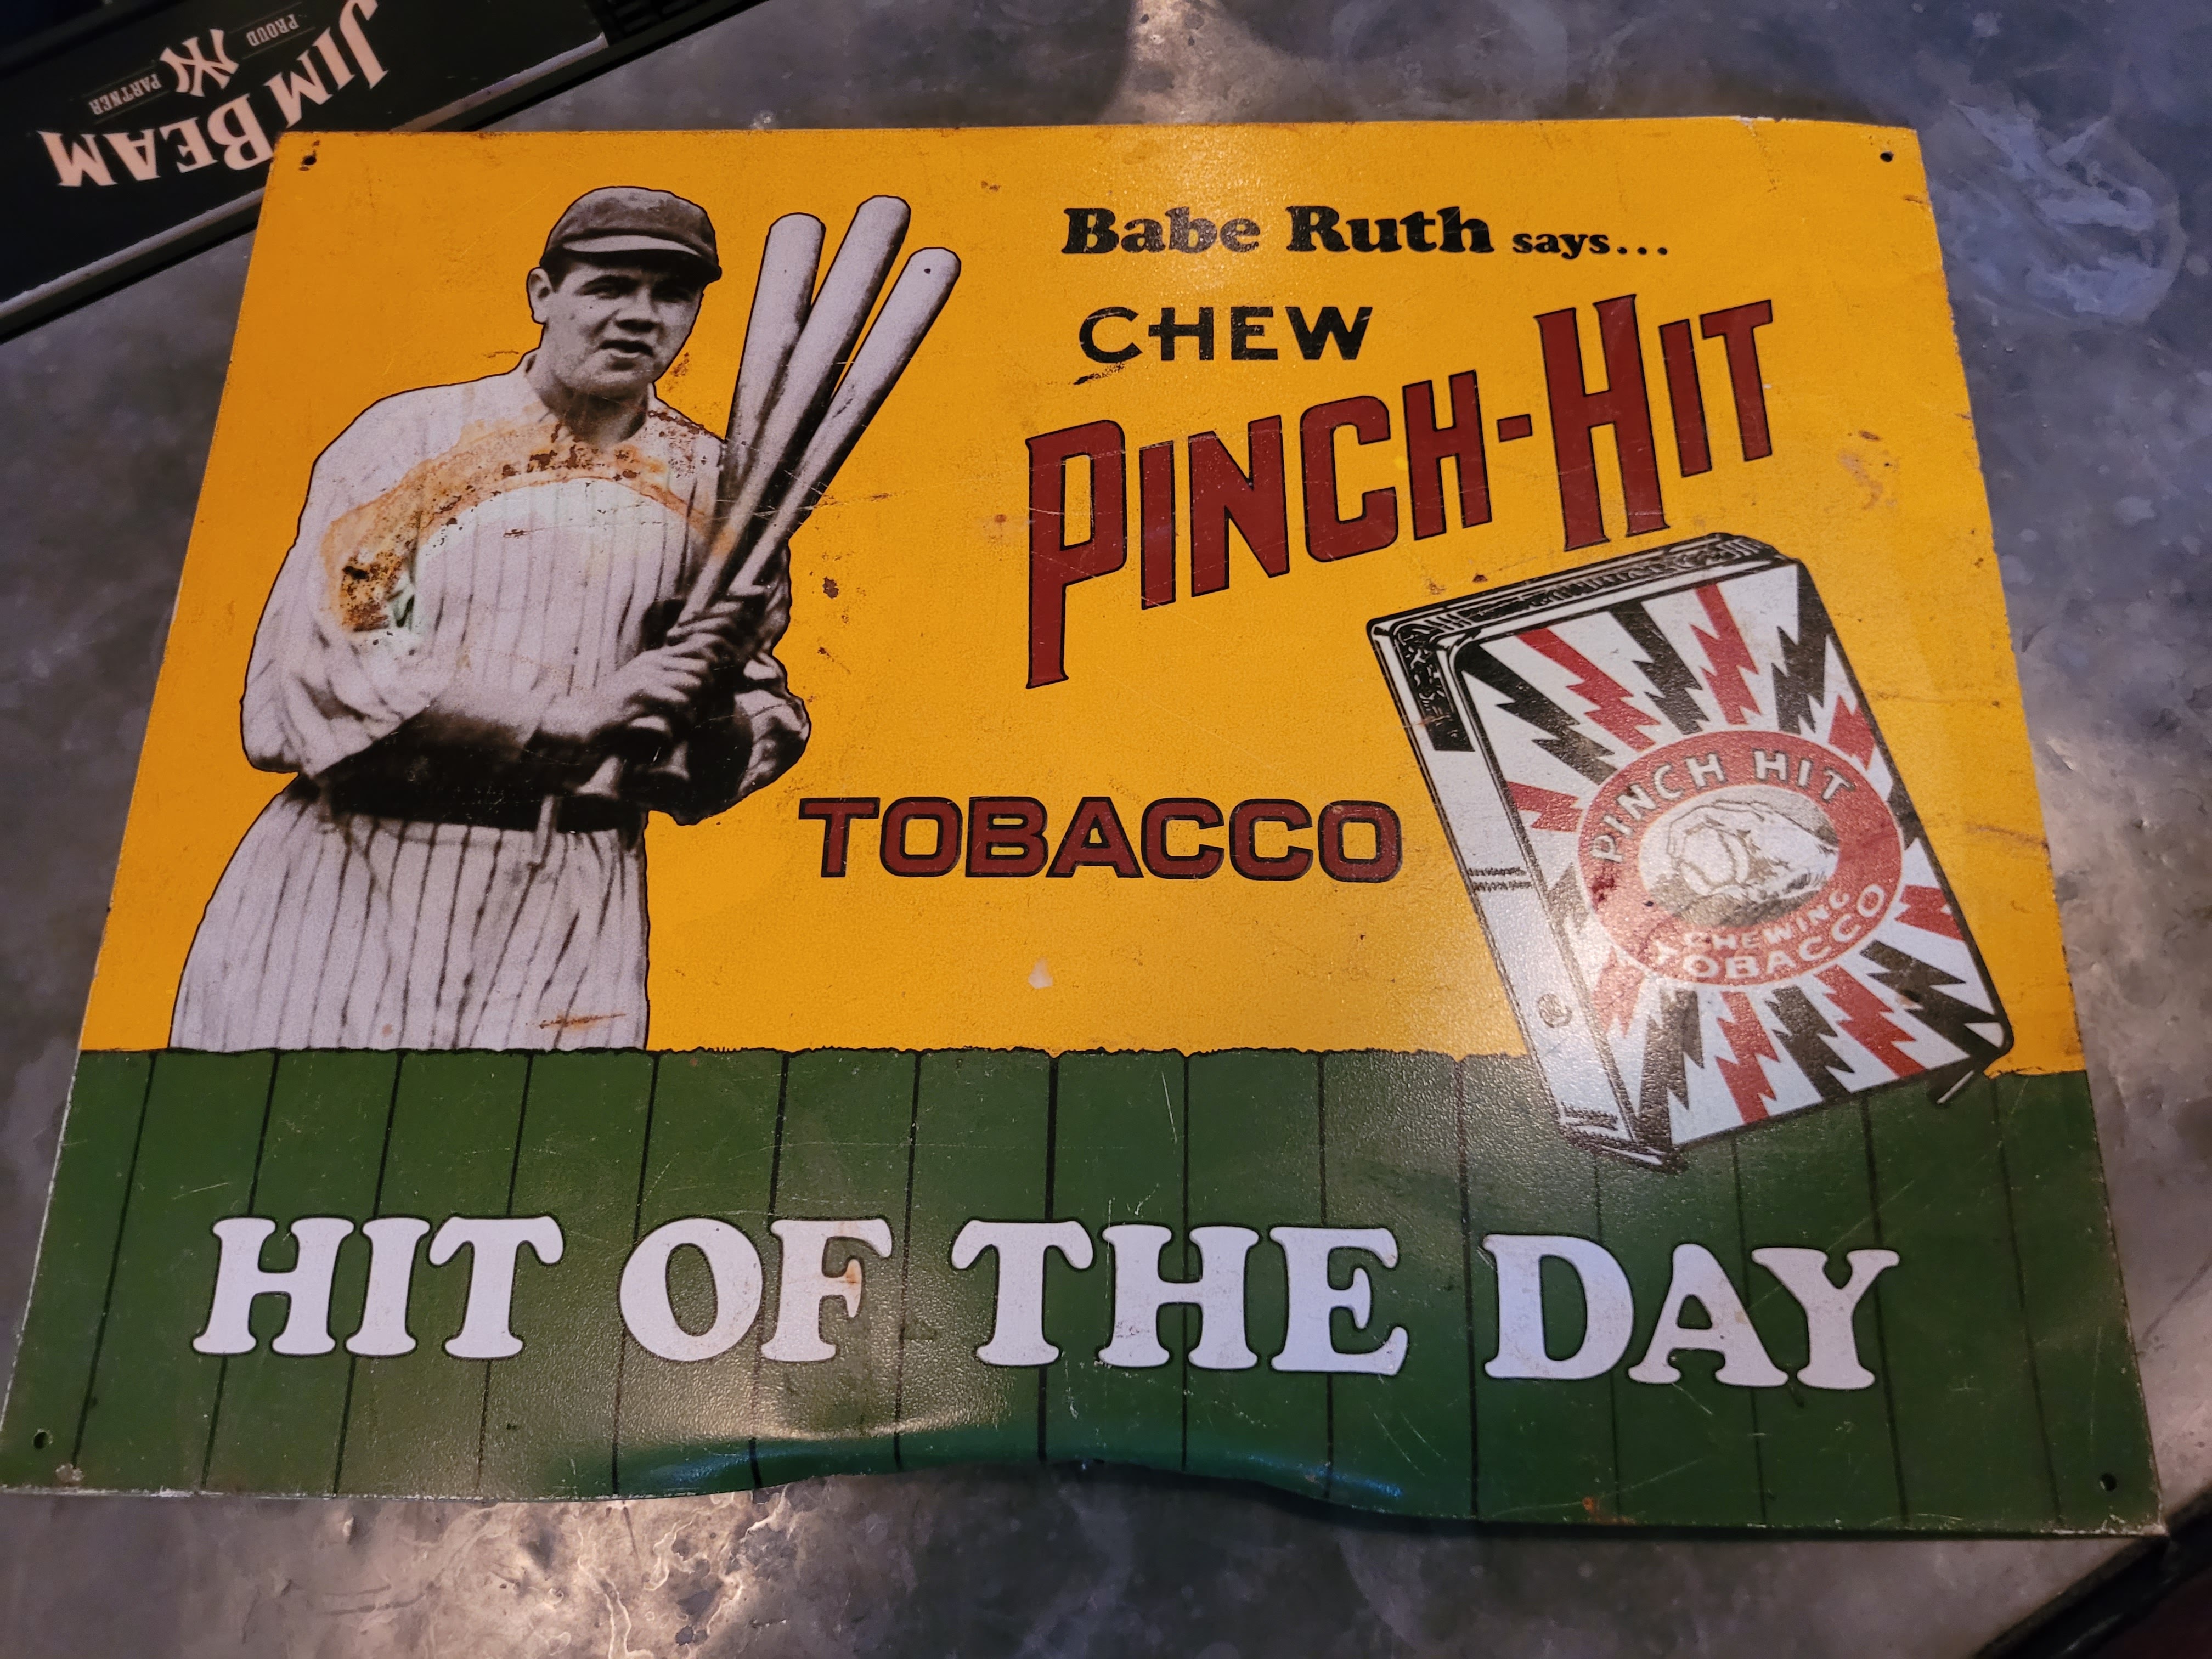 JIM BEAM
PROUD NY PARTNER
Babe Ruth says...
CHEW
PINCH-HIT
TOBACCO
PINCH HIT
CHEWING
TOBACCO
HIT OF THE DAY